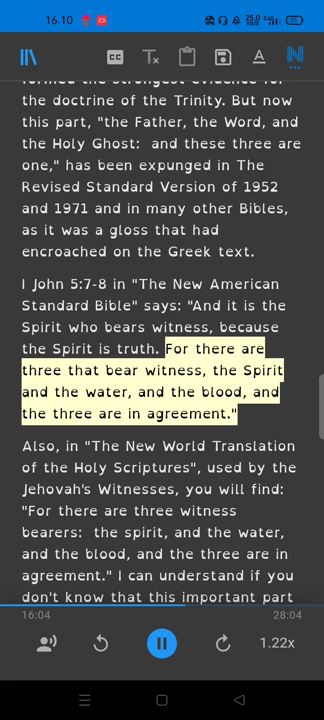 16.10
25.0
KB/S
CC
formed the strongest evidence for
the doctrine of the Trinity. But now
this part, "the Father, the Word, and
the Holy Ghost:  and these three are
one," has been expunged in The
Revised Standard Version of 1952
and 1971 and in many other Bibles,
as it was a gloss that had
encroached on the Greek text.
I John 5:7-8 in "The New American
Standard Bible" says: "And it is the
Spirit who bears witness, because
the Spirit is truth. For there are
three that bear witness, the Spirit
and the water, and the blood, and
the three are in agreement."
Also, in "The New World Translation
of the Holy Scriptures", used by the
Jehovah's Witnesses, you will find:
"For there are three witness
bearers:  the spirit, and the water,
and the blood, and the three are in
agreement." I can understand if you
don't know that this important part
16:04
28:04
1.22x